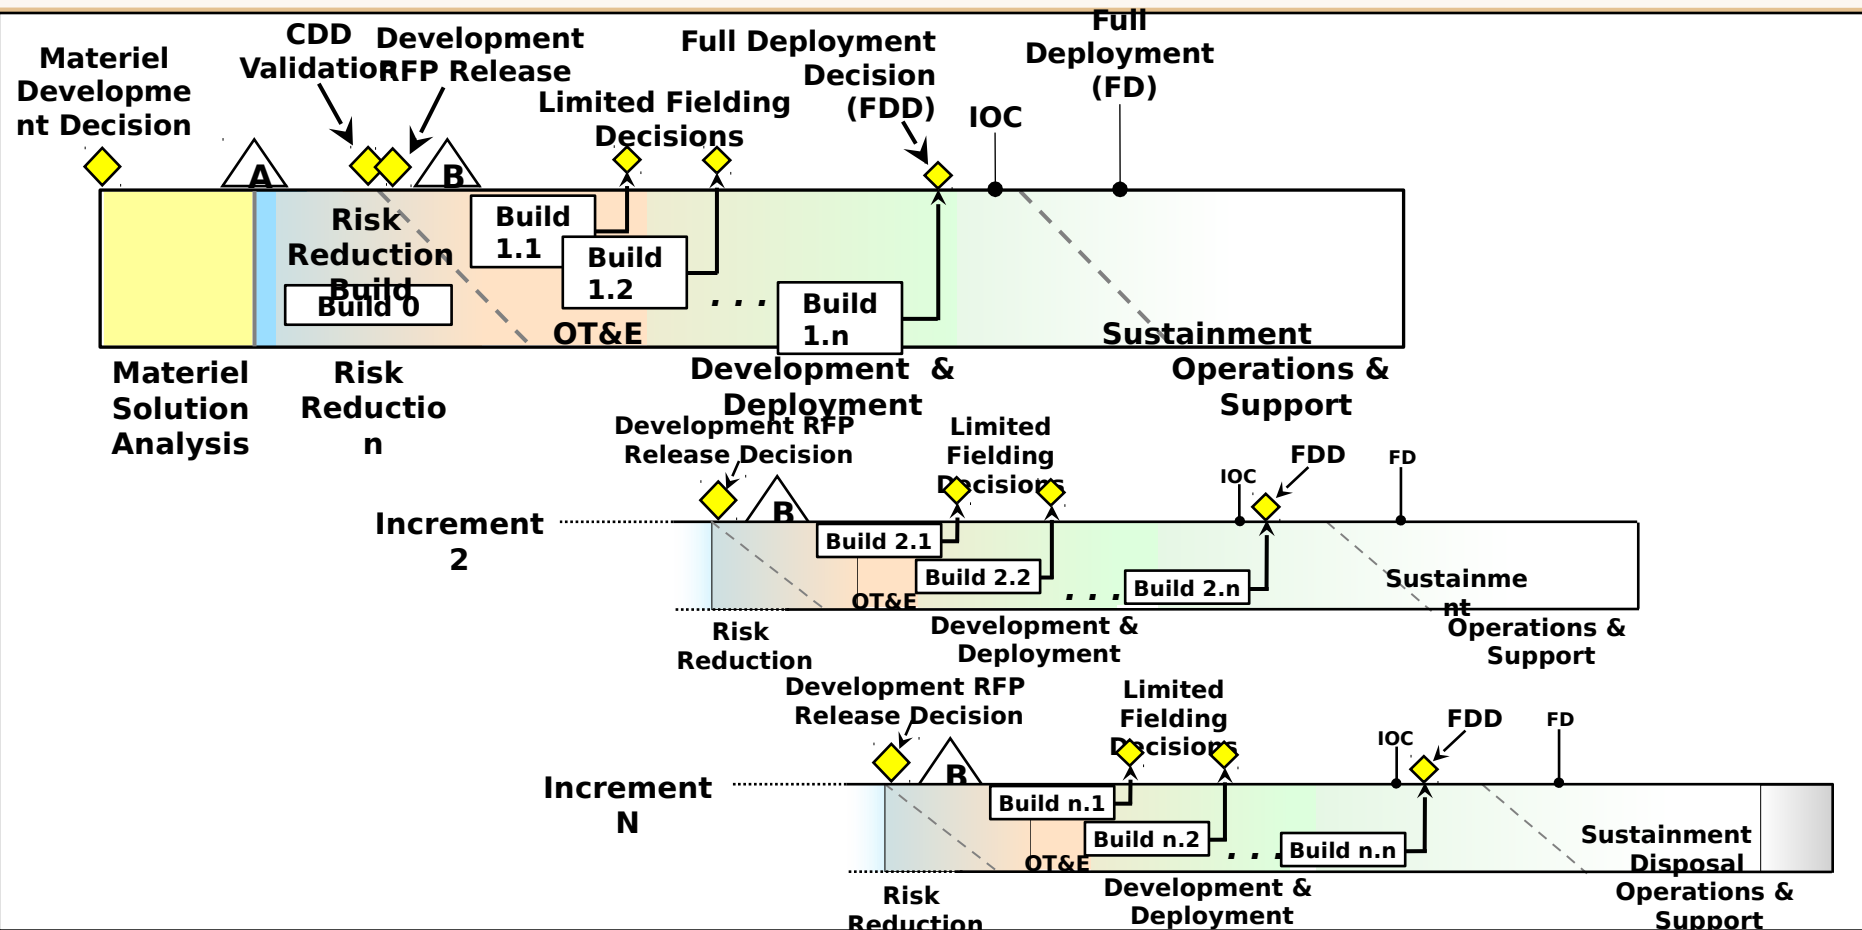 Materiel
Developme
nt Decision
CDD
Validation
Development
RFP Release
Limited Fielding
Decisions
Full Deployment
Decision
(FDD)
IOC
Full
Deployment
(FD)
A
B
Risk
Reduction
Build
Build 0
Build
1.1
Build
1.2
. . .
Build
1.n
OT&E
Sustainment
Materiel
Solution
Analysis
Risk
Reductio
n
Development &
Deployment
Operations &
Support
Development RFP
Release Decision
Limited
Fielding
Decisions
IOC
FDD
FD
Increment
2
B
Build 2.1
Build 2.2
. . .
Build 2.n
OT&E
Sustainme
nt
Risk
Reduction
Development &
Deployment
Operations &
Support
Development RFP
Release Decision
Limited
Fielding
Decisions
IOC
FDD
FD
Increment
N
B
Build n.1
Build n.2
. . .
Build n.n
OT&E
Sustainment
Disposal
Risk
Reduction
Development &
Deployment
Operations &
Support